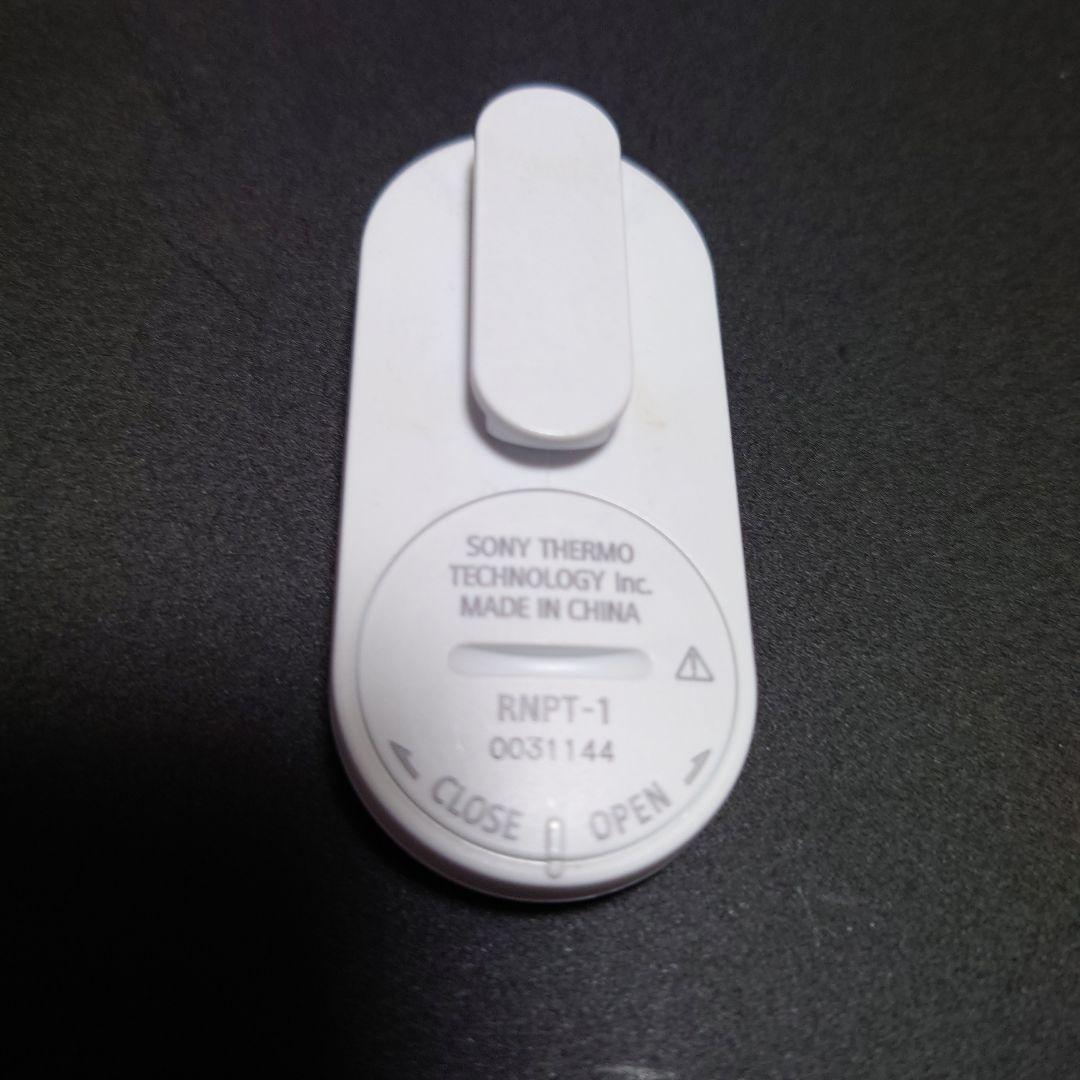 SONY THERMO
TECHNOLOGY Inc.
MADE IN CHINA
RNPT-1
0031144
CLOSE OPEN